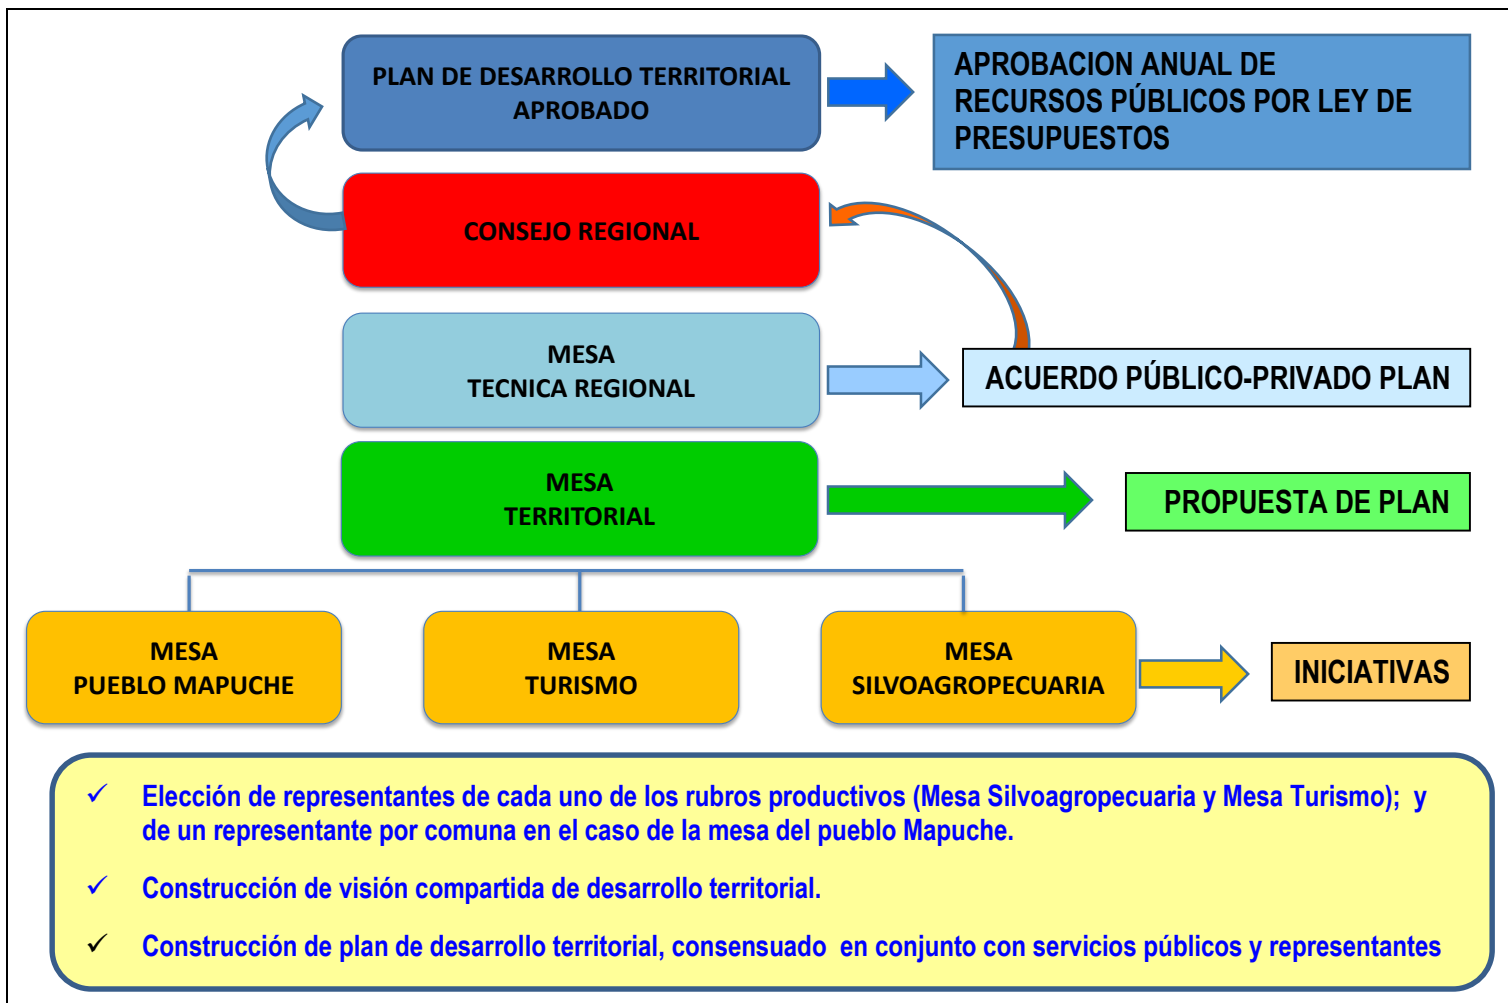 PLAN DE DESARROLLO TERRITORIAL
APROBADO
APROBACION ANUAL DE
RECURSOS PÚBLICOS POR LEY DE
PRESUPUESTOS
CONSEJO REGIONAL
MESA
TECNICA REGIONAL
ACUERDO PÚBLICO-PRIVADO PLAN
MESA
TERRITORIAL
PROPUESTA DE PLAN
MESA
PUEBLO MAPUCHE
MESA
TURISMO
MESA
SILVOAGROPECUARIA
INICIATIVAS
✓ Elección de representantes de cada uno de los rubros productivos (Mesa Silvoagropecuaria y Mesa Turismo); y
de un representante por comuna en el caso de la mesa del pueblo Mapuche.
✓ Construcción de visión compartida de desarrollo territorial.
✓ Construcción de plan de desarrollo territorial, consensuado en conjunto con servicios públicos y representantes